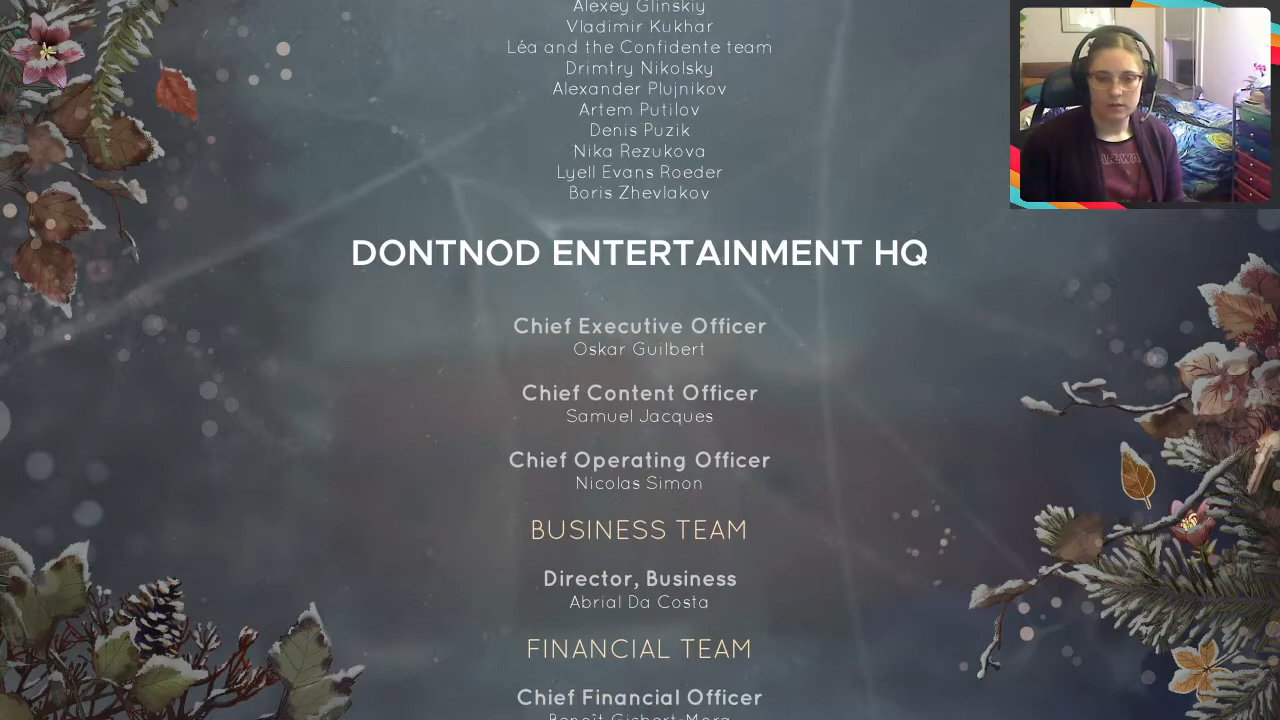 Alexey Glinskiy
Vladimir Kukhar
Léa and the Confidente team
Drimtry Nikolsky
Alexander Plujnikov
Artem Putilov
Denis Puzik
Nika Rezukova
Lyell Evans Roeder
Boris Zhevlakov
DONTNOD ENTERTAINMENT HQ
Chief Executive Officer
Oskar Guilbert
Chief Content Officer
Samuel Jacques
Chief Operating Officer
Nicolas Simon
BUSINESS TEAM
Director, Business
Abrial Da Costa
FINANCIAL TEAM
Chief Financial Officer